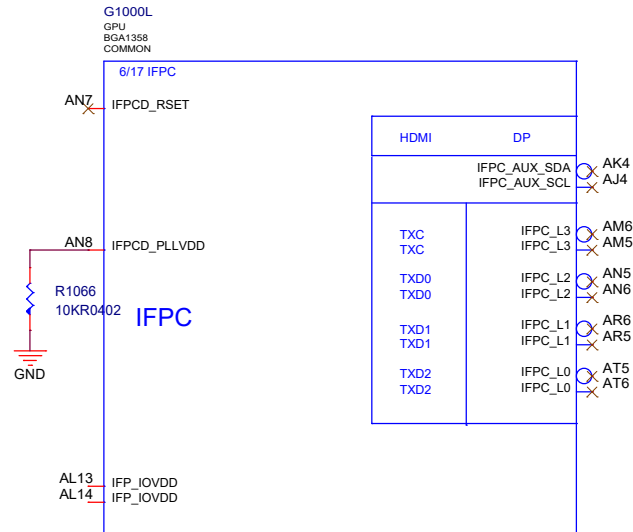 G1000L
GPU
BGA1358
COMMON
6/17 IFPC
AN7 IFPCD_RSET
HDMI DP
IFPC_AUX_SDA AK4
IFPC_AUX_SCL AJ4
TXC IFPC_L3 AM6
TXC IFPC_L3 AM5
AN8 IFPCD_PLLVDD
TXD0 IFPC_L2 AN5
TXD0 IFPC_L2 AN6
R1066
10KR0402
IFPC
TXD1 IFPC_L1 AR6
TXD1 IFPC_L1 AR5
GND
TXD2 IFPC_L0 AT5
TXD2 IFPC_L0 AT6
AL13 IFP_IOVDD
AL14 IFP_IOVDD